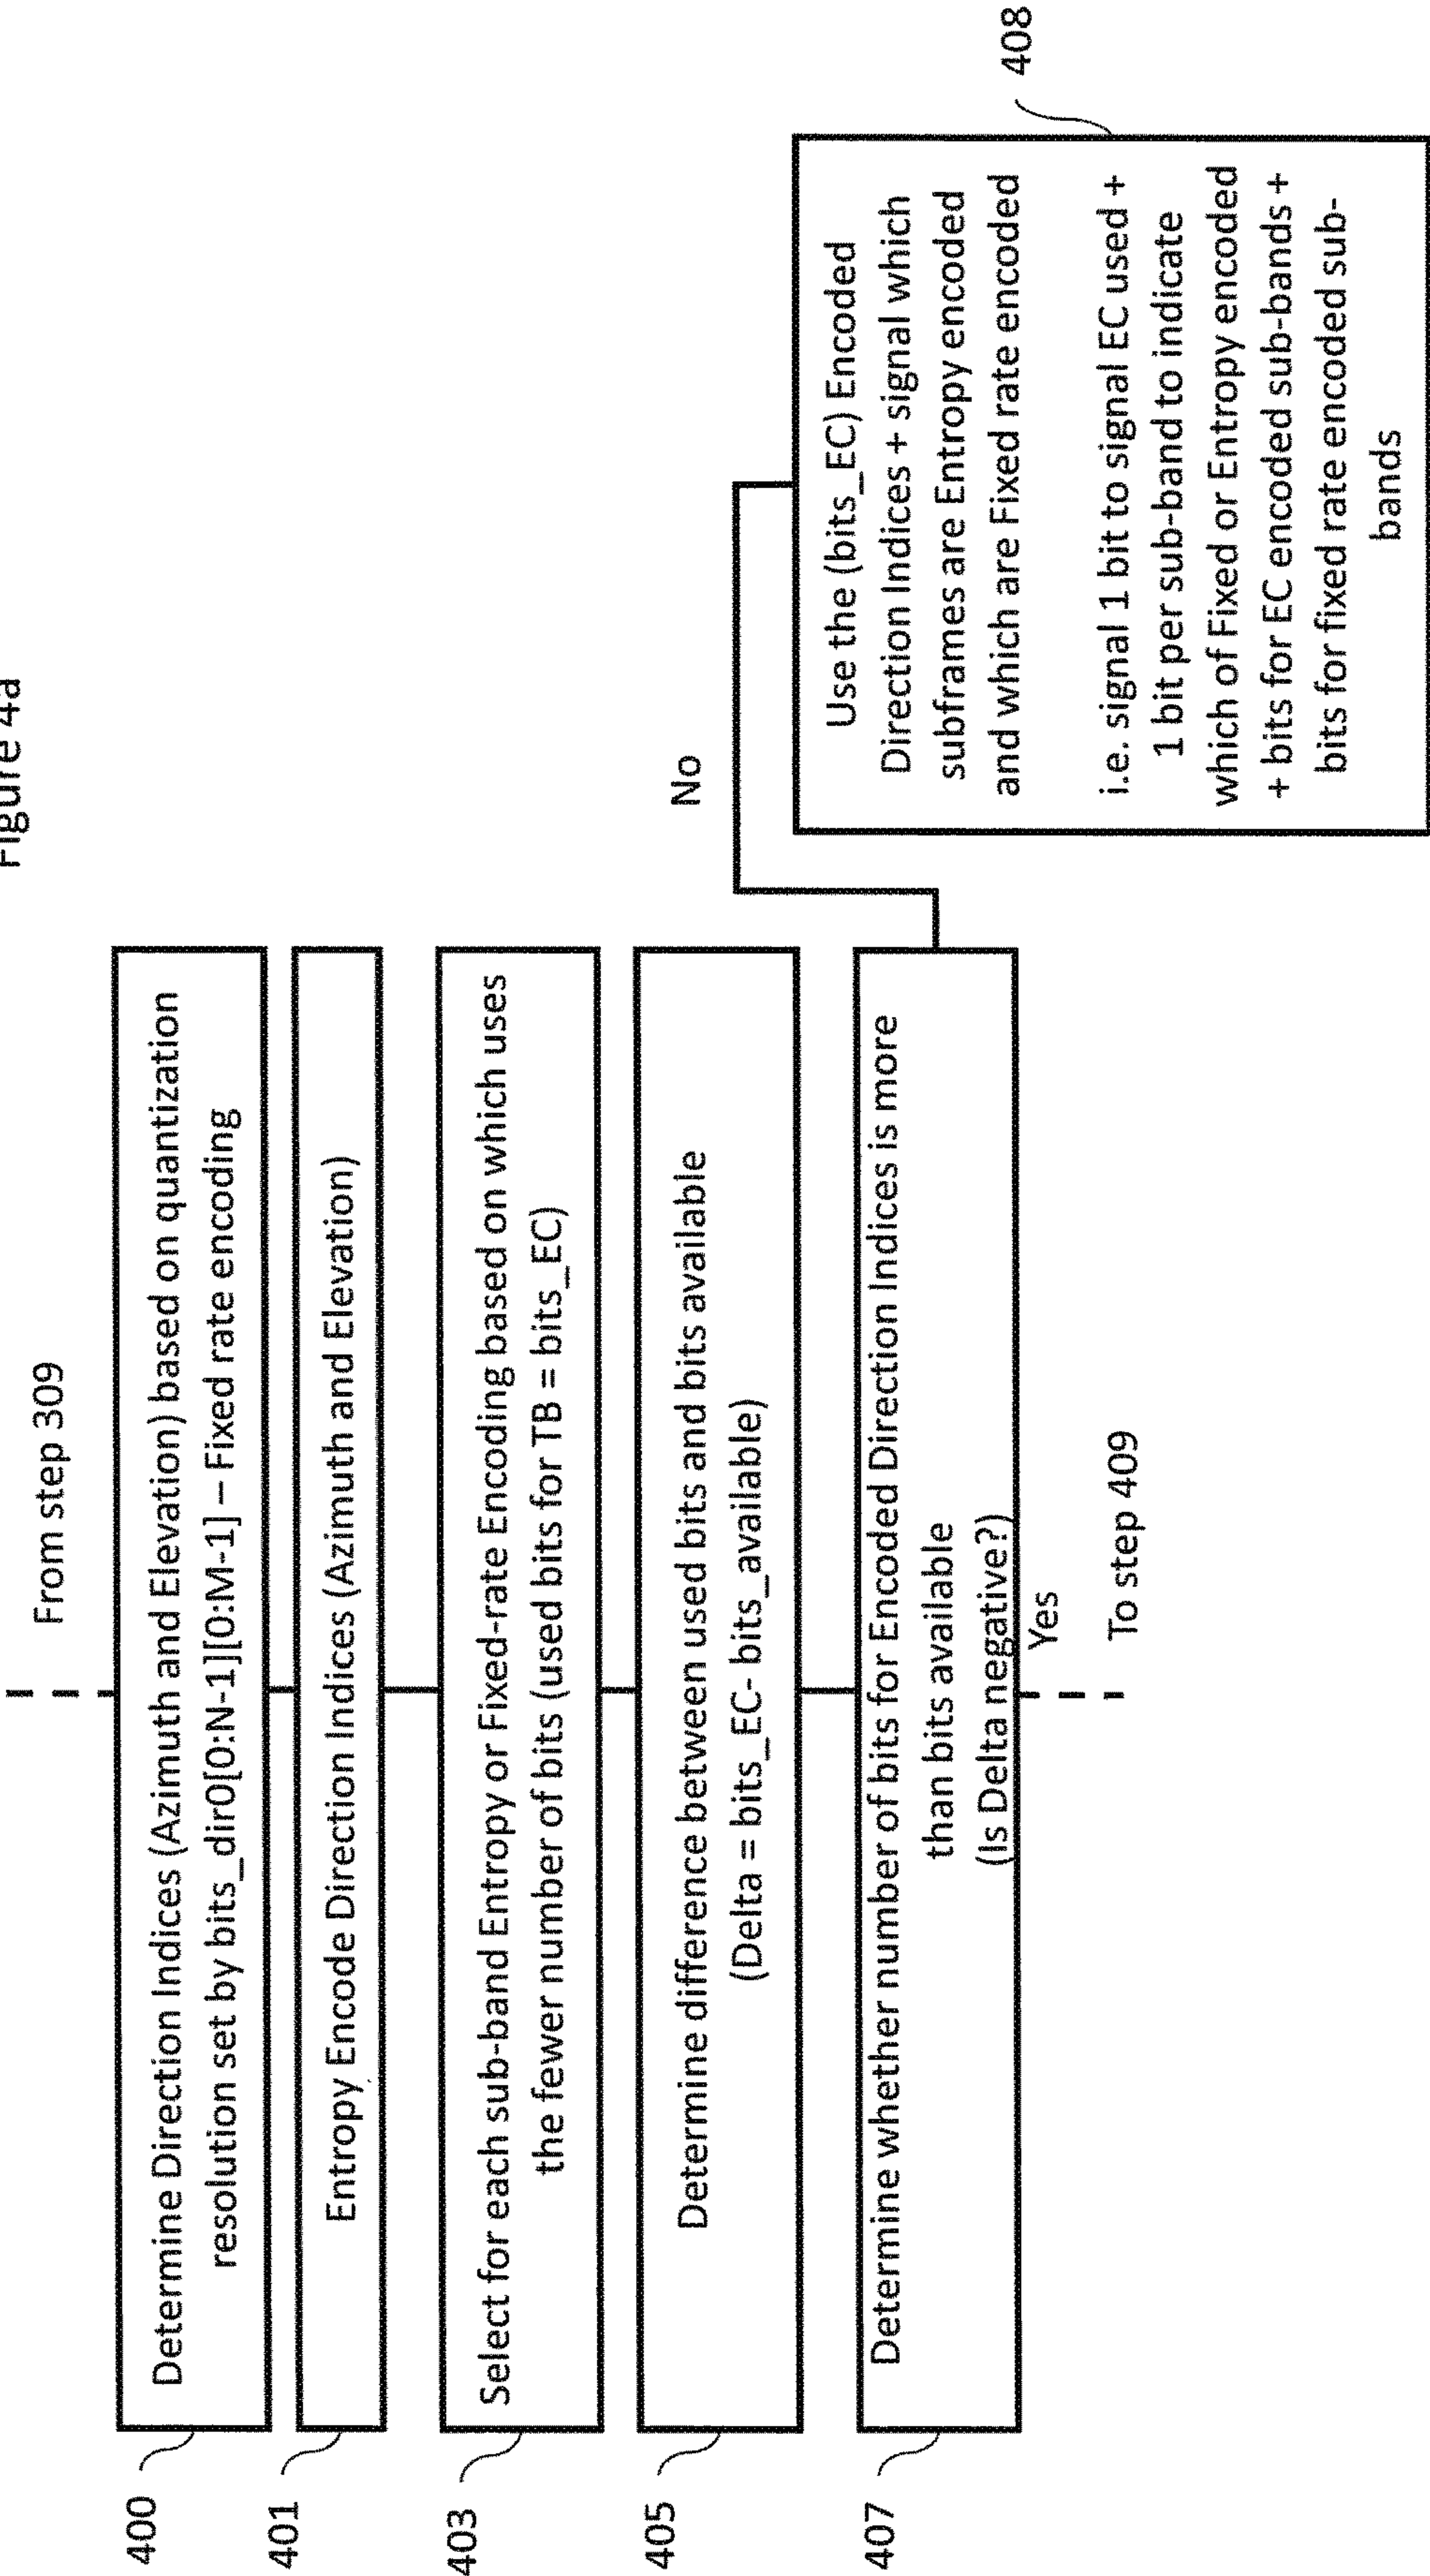 Figure 4a
From step 309
400
Determine Direction Indices (Azimuth and Elevation) based on quantization
resolution set by bits_dir0[0:N-1][0:M-1] – Fixed rate encoding
401
Entropy Encode Direction Indices (Azimuth and Elevation)
403
Select for each sub-band Entropy or Fixed-rate Encoding based on which uses
the fewer number of bits (used bits for TB = bits_EC)
405
Determine difference between used bits and bits available
(Delta = bits_EC- bits_available)
407
Determine whether number of bits for Encoded Direction Indices is more
than bits available
(Is Delta negative?)
Yes
To step 409
No
408
Use the (bits_EC) Encoded
Direction Indices + signal which
subframes are Entropy encoded
and which are Fixed rate encoded
i.e. signal 1 bit to signal EC used +
1 bit per sub-band to indicate
which of Fixed or Entropy encoded
+ bits for EC encoded sub-bands +
bits for fixed rate encoded sub-
bands